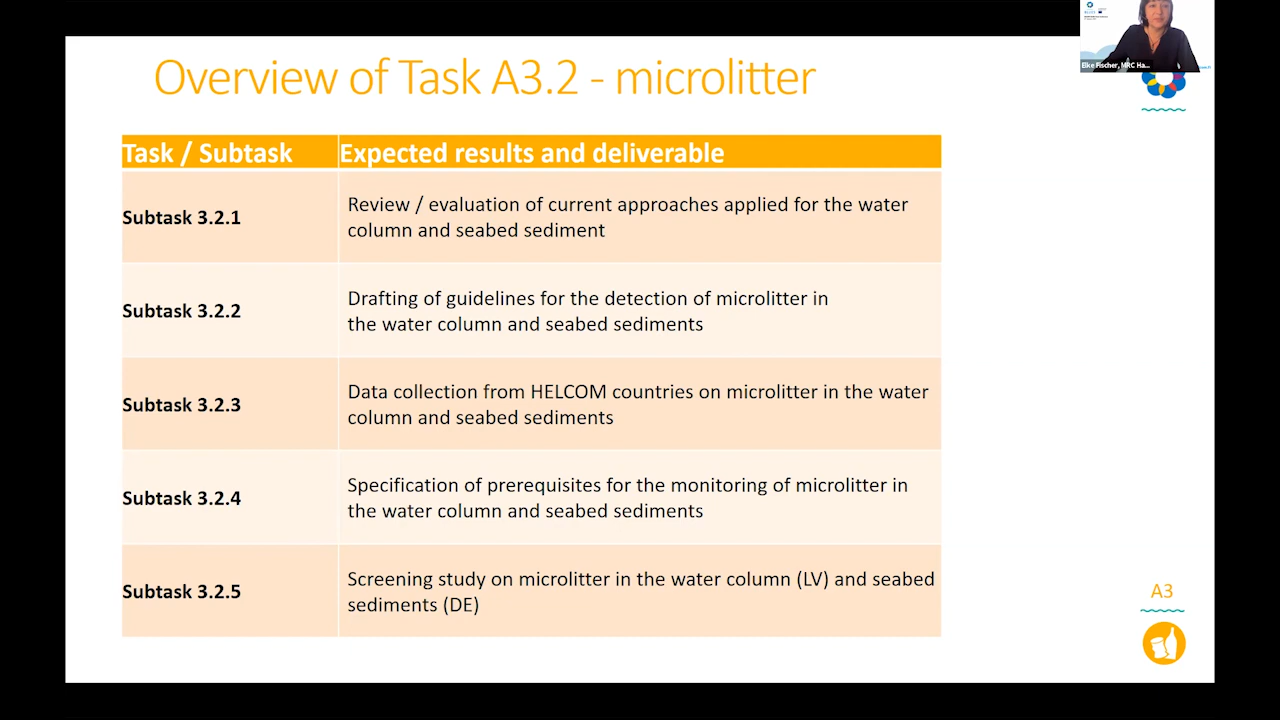 Overview of Task A3.2 - microlitter
Elke Fischer, MRC Ha...
Task / Subtask
Expected results and deliverable
Subtask 3.2.1
Review / evaluation of current approaches applied for the water
column and seabed sediment
Subtask 3.2.2
Drafting of guidelines for the detection of microlitter in
the water column and seabed sediments
Subtask 3.2.3
Data collection from HELCOM countries on microlitter in the water
column and seabed sediments
Subtask 3.2.4
Specification of prerequisites for the monitoring of microlitter in
the water column and seabed sediments
Subtask 3.2.5
Screening study on microlitter in the water column (LV) and seabed
sediments (DE)
A3